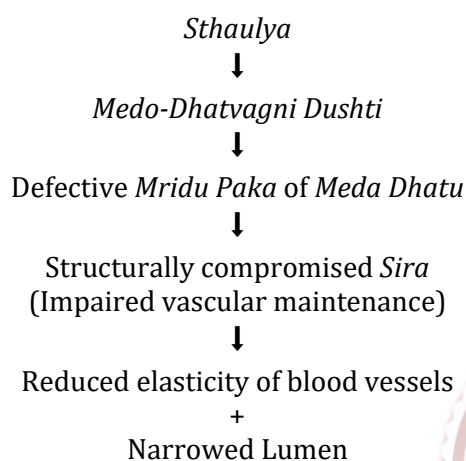 Sthaulya
Medo-Dhatvagni Dushti
Defective Mridu Paka of Meda Dhatu
Structurally compromised Sira
(Impaired vascular maintenance)
Reduced elasticity of blood vessels
+
Narrowed Lumen